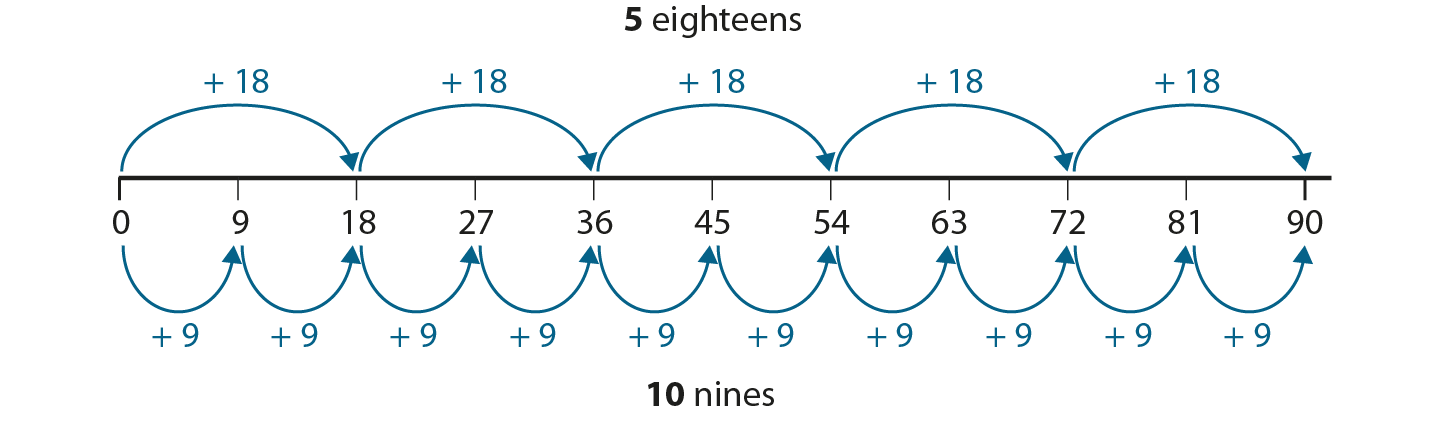 5 eighteens
+ 18 + 18 + 18 + 18 + 18
0 9 18 27 36 45 54 63 72 81 90
+ 9 + 9 + 9 + 9 + 9 + 9 + 9 + 9 + 9 + 9
10 nines